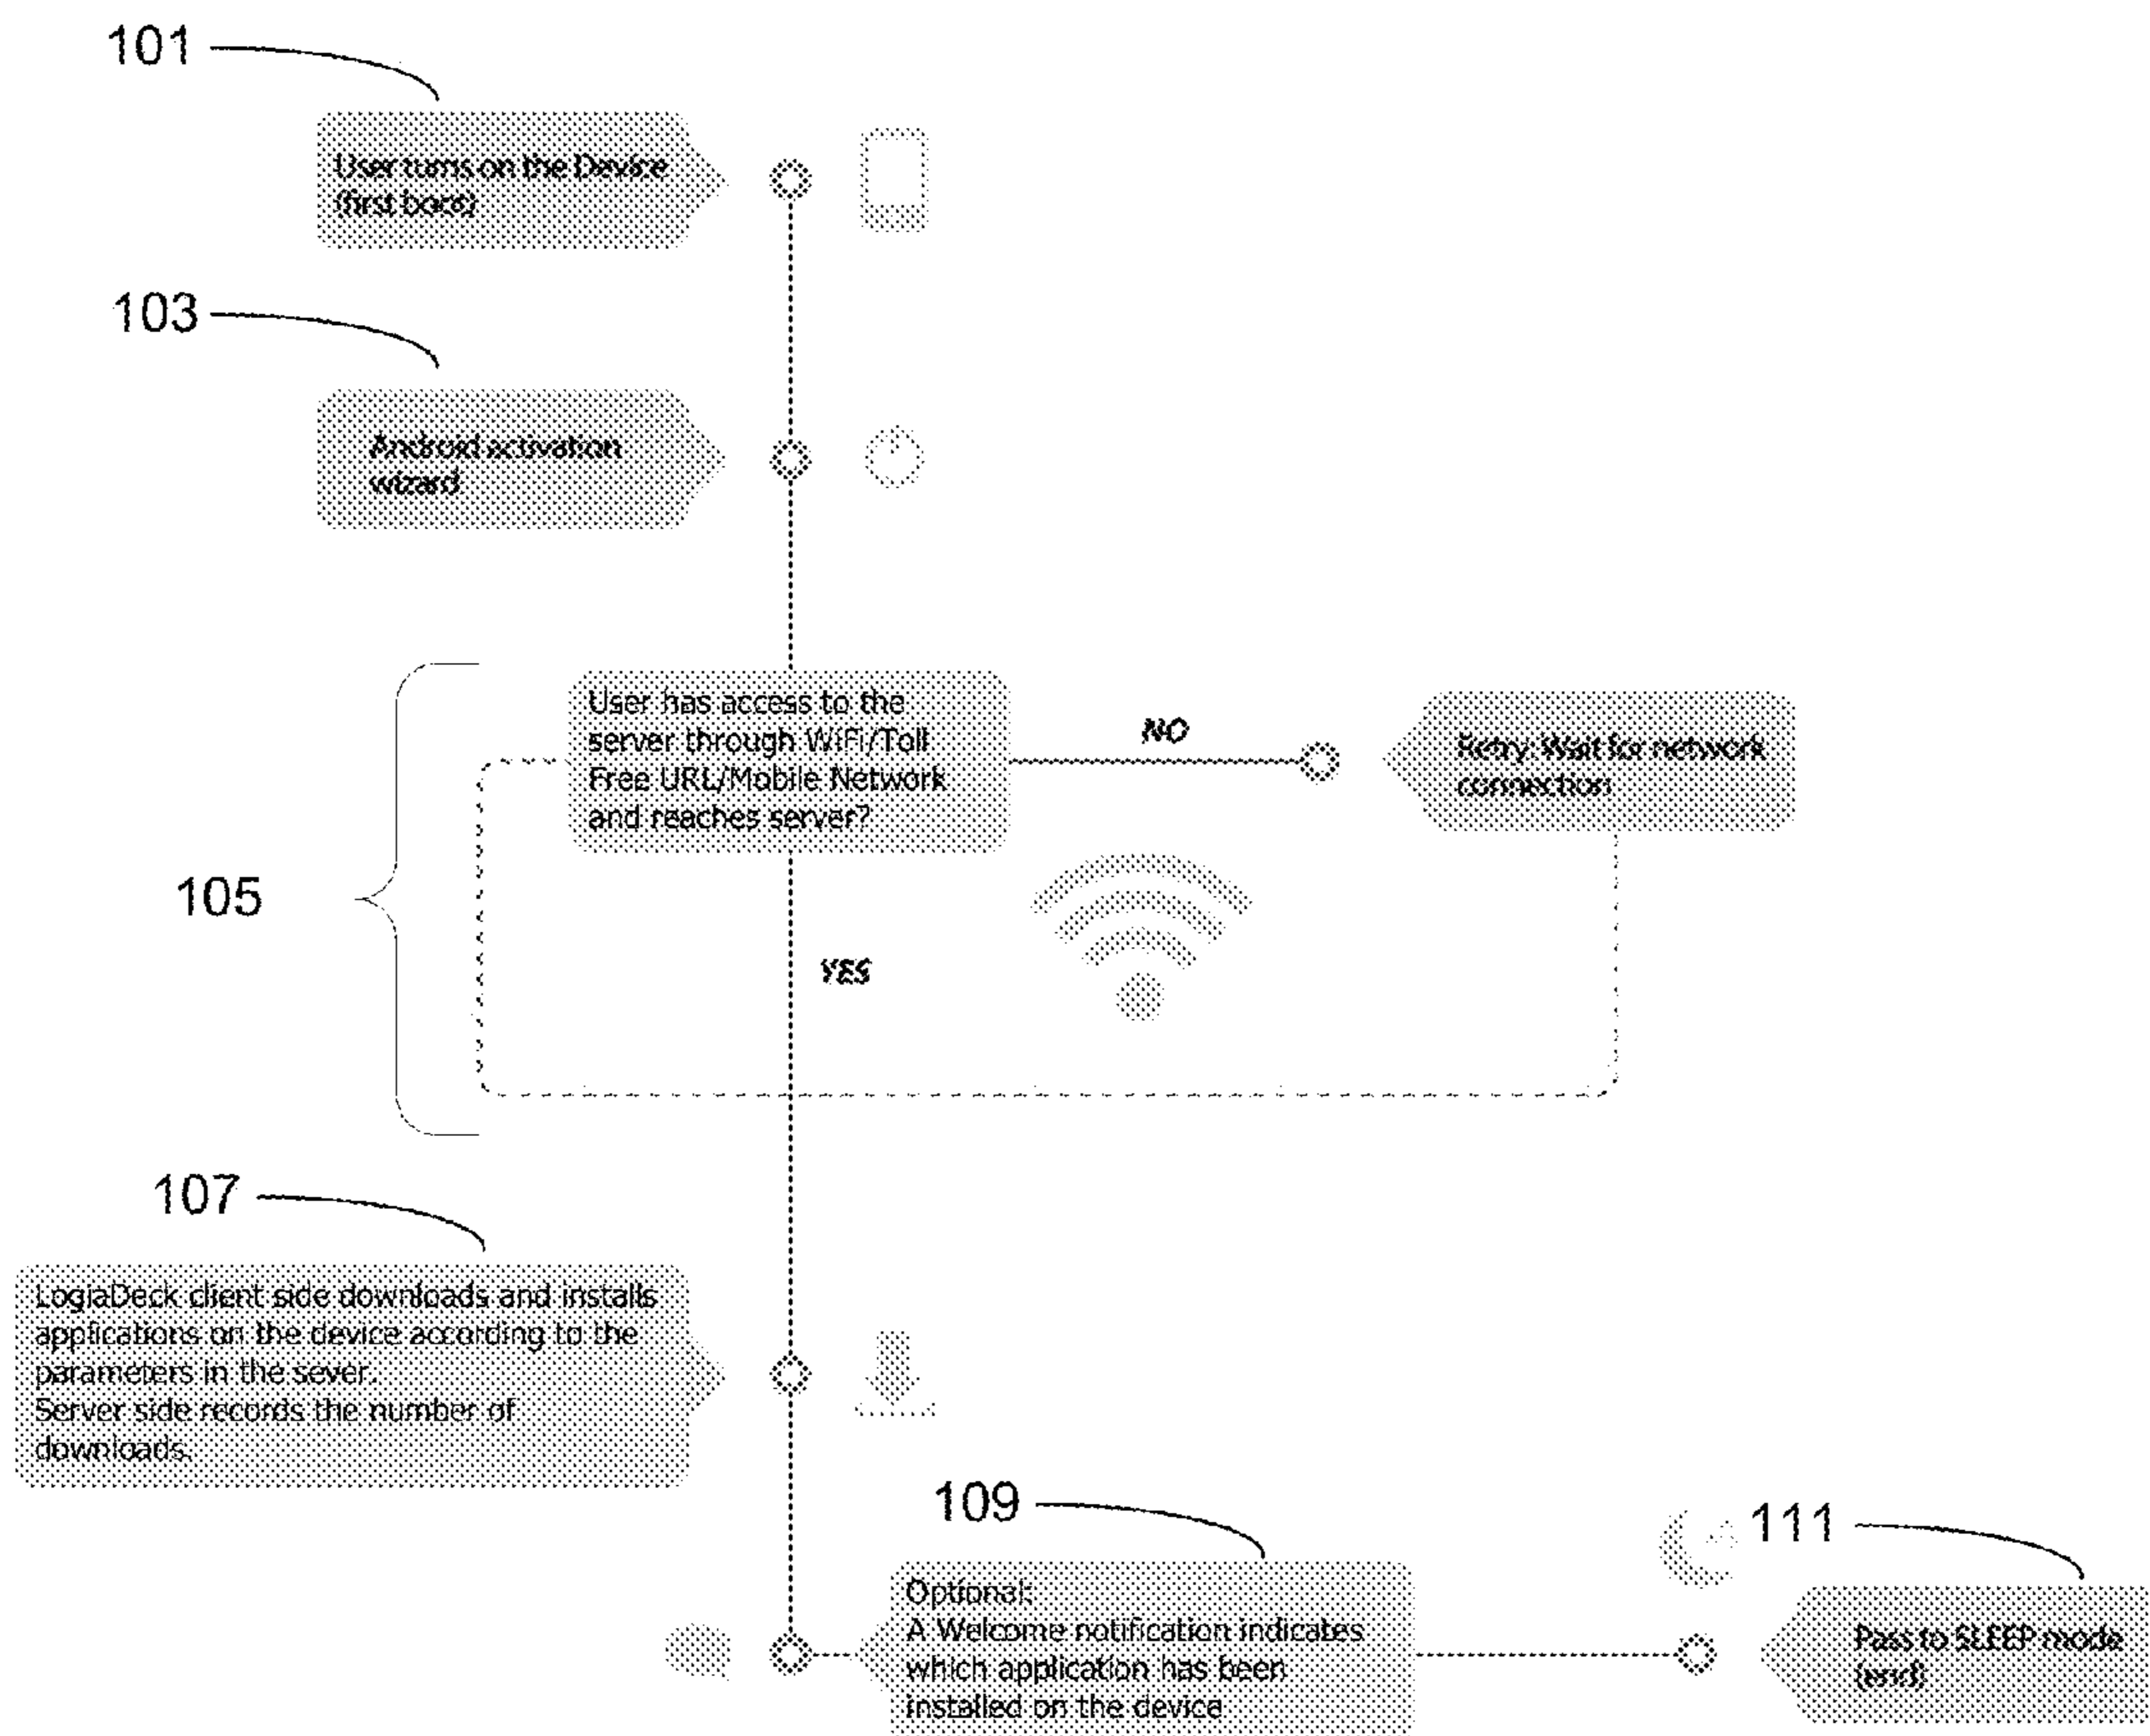 101
User turns on the Device
(first boot)
103
Android activation
wizard
User has access to the
server through WiFi/Toll
Free URL/Mobile Network
and reaches server?
NO
Retry: Wait for network
connection
105
YES
107
LogiaDeck client side downloads and installs
applications on the device according to the
parameters in the sever.
Server side records the number of
downloads.
109
Optional:
A Welcome notification indicates
which application has been
installed on the device
111
Pass to SLEEP mode
(end)